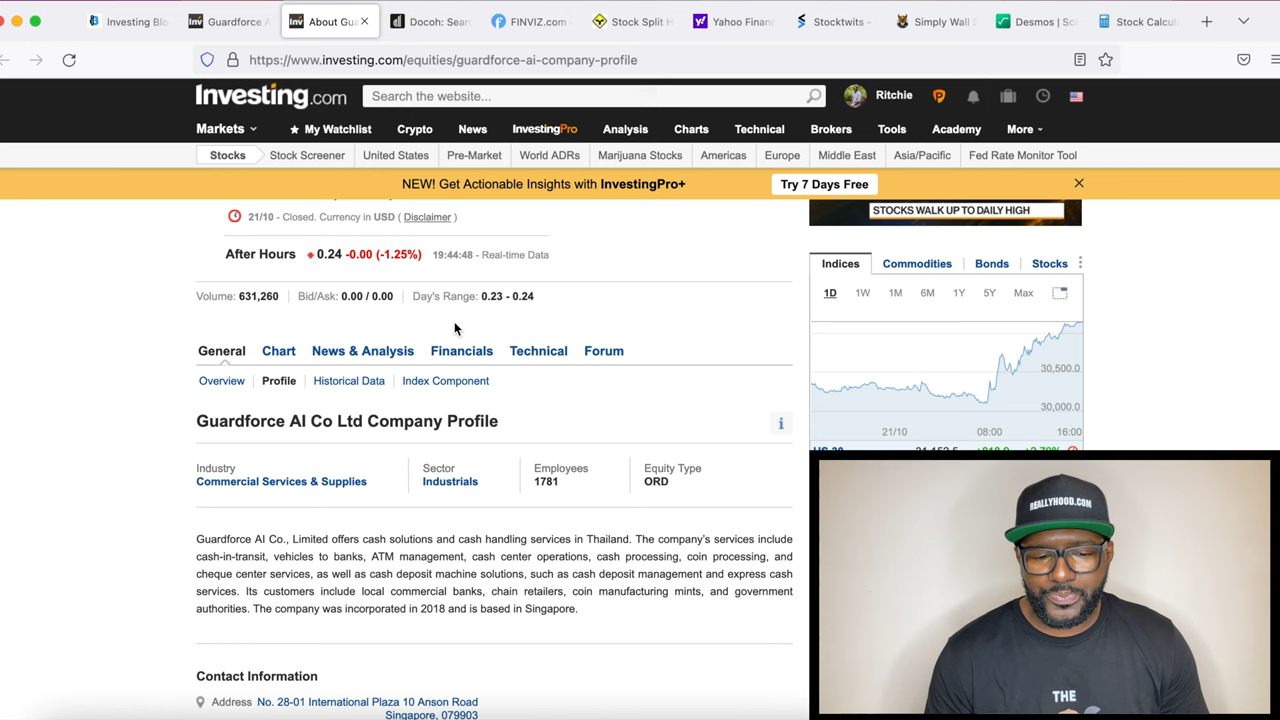 Investing Blo
Guardforce A
About Gua
Docoh: Sear
FINVIZ.com -
Stock Split H
Yahoo Financ
Stocktwits -
Simply Wall S
Desmos | Sci
Stock Calcul
https://www.investing.com/equities/guardforce-ai-company-profile
Investing.com
Search the website...
Ritchie
Markets
My Watchlist
Crypto
News
InvestingPro
Analysis
Charts
Technical
Brokers
Tools
Academy
More
Stocks
Stock Screener
United States
Pre-Market
World ADRs
Marijuana Stocks
Americas
Europe
Middle East
Asia/Pacific
Fed Rate Monitor Tool
NEW! Get Actionable Insights with InvestingPro+
Try 7 Days Free
21/10 - Closed. Currency in USD ( Disclaimer )
STOCKS WALK UP TO DAILY HIGH
After Hours 0.24 -0.00 (-1.25%) 19:44:48 - Real-time Data
Volume: 631,260 Bid/Ask: 0.00 / 0.00 Day's Range: 0.23 - 0.24
Indices
Commodities
Bonds
Stocks
1D 1W 1M 6M 1Y 5Y Max
30,500.0
30,000.0
21/10 08:00 16:00
General
Chart
News & Analysis
Financials
Technical
Forum
Overview
Profile
Historical Data
Index Component
Guardforce AI Co Ltd Company Profile
Industry
Commercial Services & Supplies
Sector
Industrials
Employees
1781
Equity Type
ORD
Guardforce AI Co., Limited offers cash solutions and cash handling services in Thailand. The company's services include
cash-in-transit, vehicles to banks, ATM management, cash center operations, cash processing, coin processing, and
cheque center services, as well as cash deposit machine solutions, such as cash deposit management and express cash
services. Its customers include local commercial banks, chain retailers, coin manufacturing mints, and government
authorities. The company was incorporated in 2018 and is based in Singapore.
Contact Information
Address No. 28-01 International Plaza 10 Anson Road
Singapore, 079903
REALLYHOOD.COM
THE